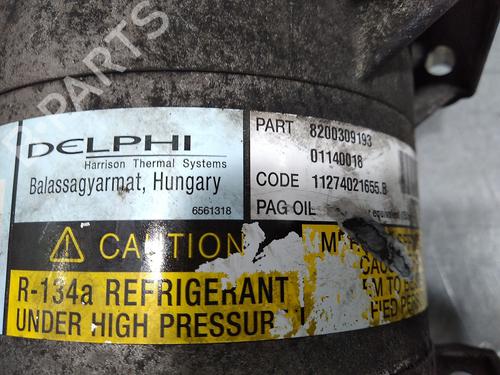 DELPHI
Harrison Thermal Systems
Balassagyarmat, Hungary
6561318
PART 8200309193
01140018
CODE 11274021655.B
PAG OIL
equivalent
CAUTION
R-134a REFRIGERANT
UNDER HIGH PRESSUR
PARTS